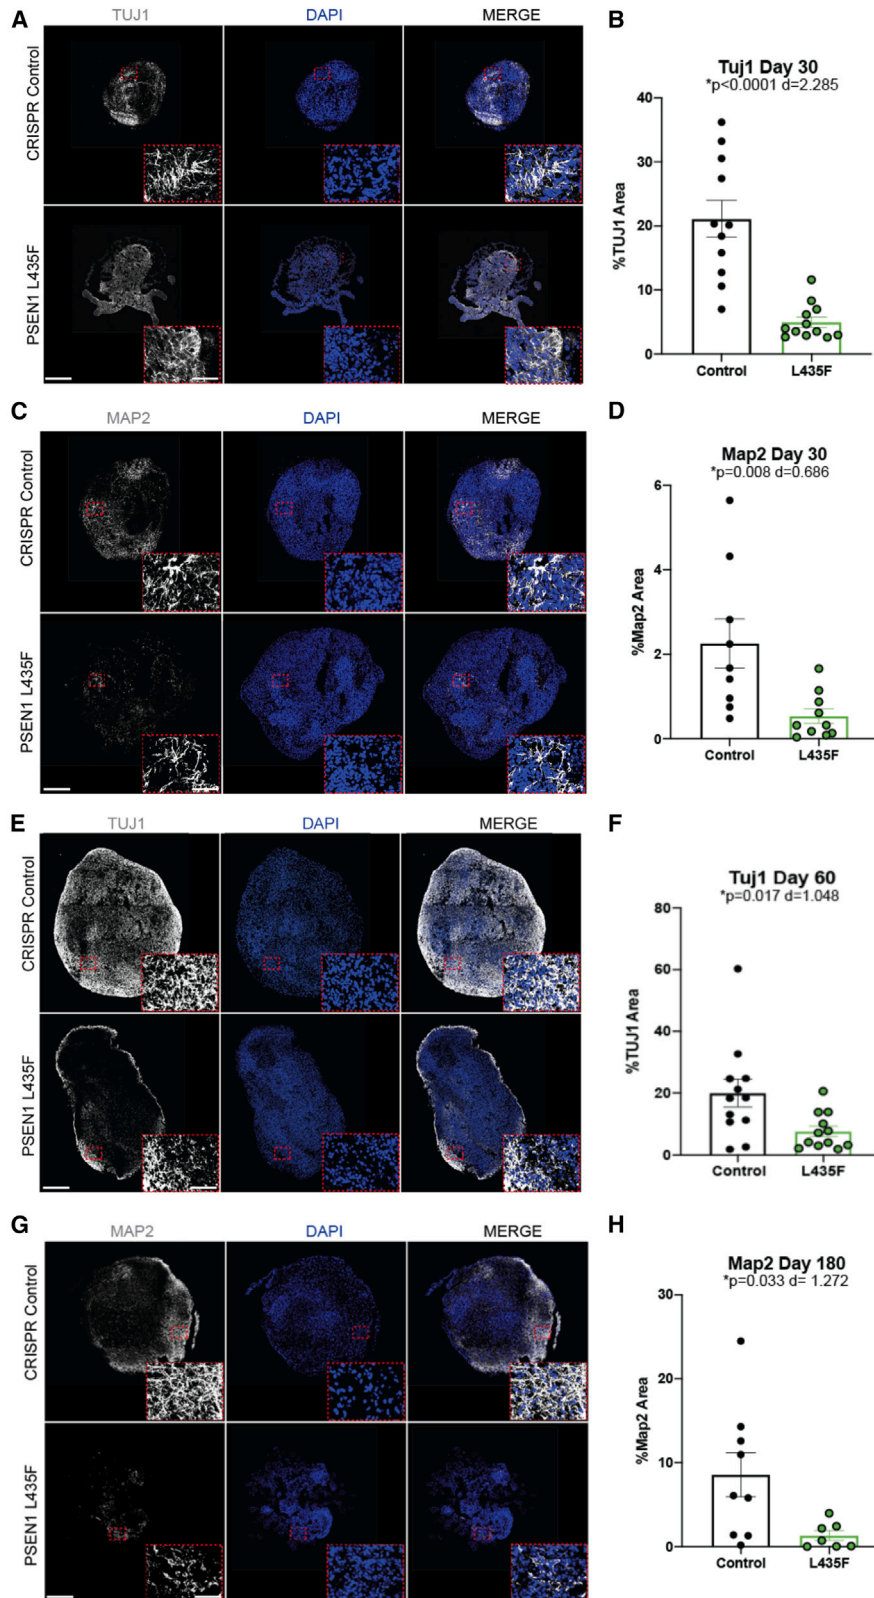 A
TUJ1 DAPI MERGE
CRISPR Control
PSEN1 L435F
B
Tuj1 Day 30
*p<0.0001 d=2.285
%TUJ1 Area
40
30
20
10
0
Control L435F
C
MAP2 DAPI MERGE
CRISPR Control
PSEN1 L435F
D
Map2 Day 30
*p=0.008 d=0.686
%Map2 Area
6
4
2
0
Control L435F
E
TUJ1 DAPI MERGE
CRISPR Control
PSEN1 L435F
F
Tuj1 Day 60
*p=0.017 d=1.048
%TUJ1 Area
80
60
40
20
0
Control L435F
G
MAP2 DAPI MERGE
CRISPR Control
PSEN1 L435F
H
Map2 Day 180
*p=0.033 d= 1.272
%Map2 Area
30
20
10
0
Control L435F